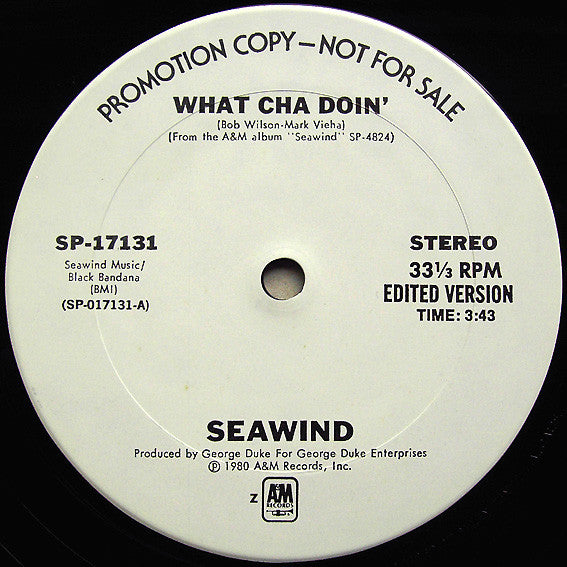 PROMOTION COPY—NOT FOR SALE
WHAT CHA DOIN'
(Bob Wilson-Mark Vieha)
(From the A&M album "Seawind" SP-4824)
SP-17131
Seawind Music/
Black Bandana
(BMI)
(SP-017131-A)
STEREO
33⅓ RPM
EDITED VERSION
TIME: 3:43
SEAWIND
Produced by George Duke For George Duke Enterprises
℗ 1980 A&M Records, Inc.
z
A&M
RECORDS